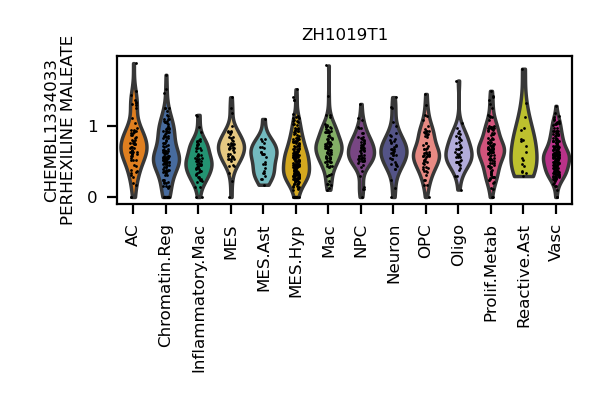 ZH1019T1
CHEMBL1334033
PERHEXILINE MALEATE
1
0
AC
Chromatin.Reg
Inflammatory.Mac
MES
MES.Ast
MES.Hyp
Mac
NPC
Neuron
OPC
Oligo
Prolif.Metab
Reactive.Ast
Vasc